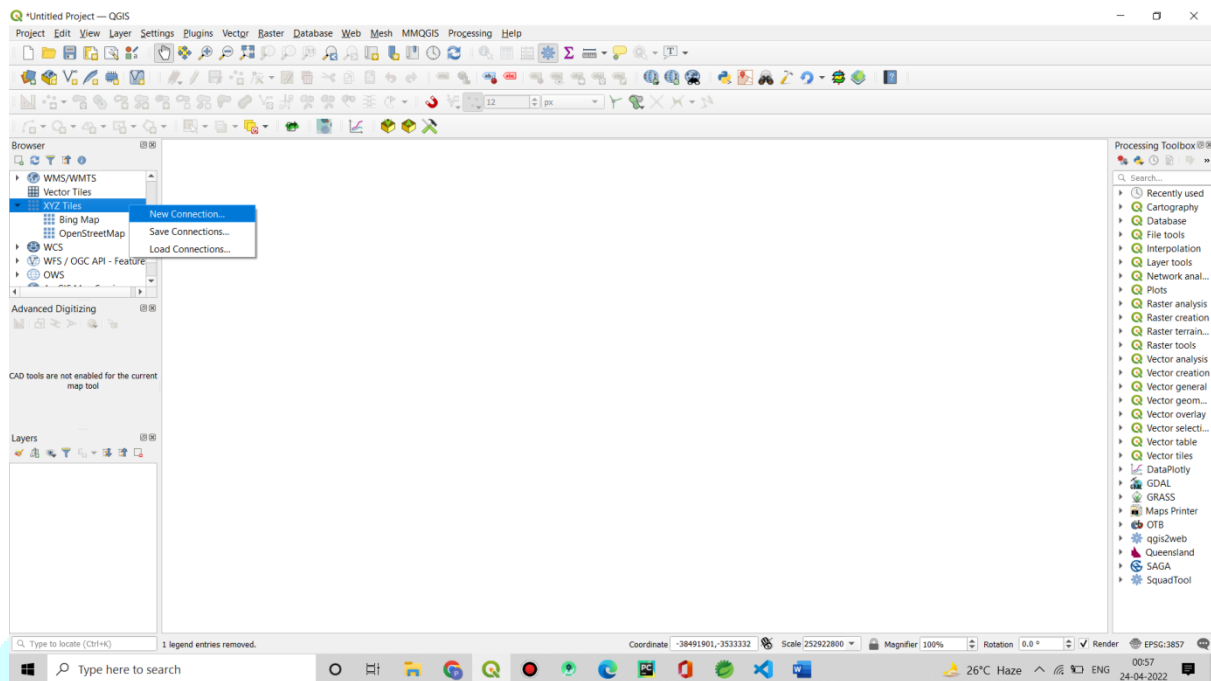 *Untitled Project — QGIS
Project Edit View Layer Settings Plugins Vector Raster Database Web Mesh MMQGIS Processing Help
12
px
Browser
WMS/WMTS
Vector Tiles
XYZ Tiles
Bing Map
OpenStreetMap
WCS
WFS / OGC API - Feature
OWS
New Connection...
Save Connections...
Load Connections...
Advanced Digitizing
CAD tools are not enabled for the current
map tool
Layers
Processing Toolbox
Search...
Recently used
Cartography
Database
File tools
Interpolation
Layer tools
Network anal...
Plots
Raster analysis
Raster creation
Raster terrain...
Raster tools
Vector analysis
Vector creation
Vector general
Vector geom...
Vector overlay
Vector selecti...
Vector table
Vector tiles
DataPlotly
GDAL
GRASS
Maps Printer
OTB
qgis2web
Queensland
SAGA
SquadTool
Type to locate (Ctrl+K)
1 legend entries removed.
Coordinate -38491901,-3533332
Scale 252922800
Magnifier 100%
Rotation 0.0 °
Render
EPSG:3857
Type here to search
26°C Haze
ENG
00:57
24-04-2022